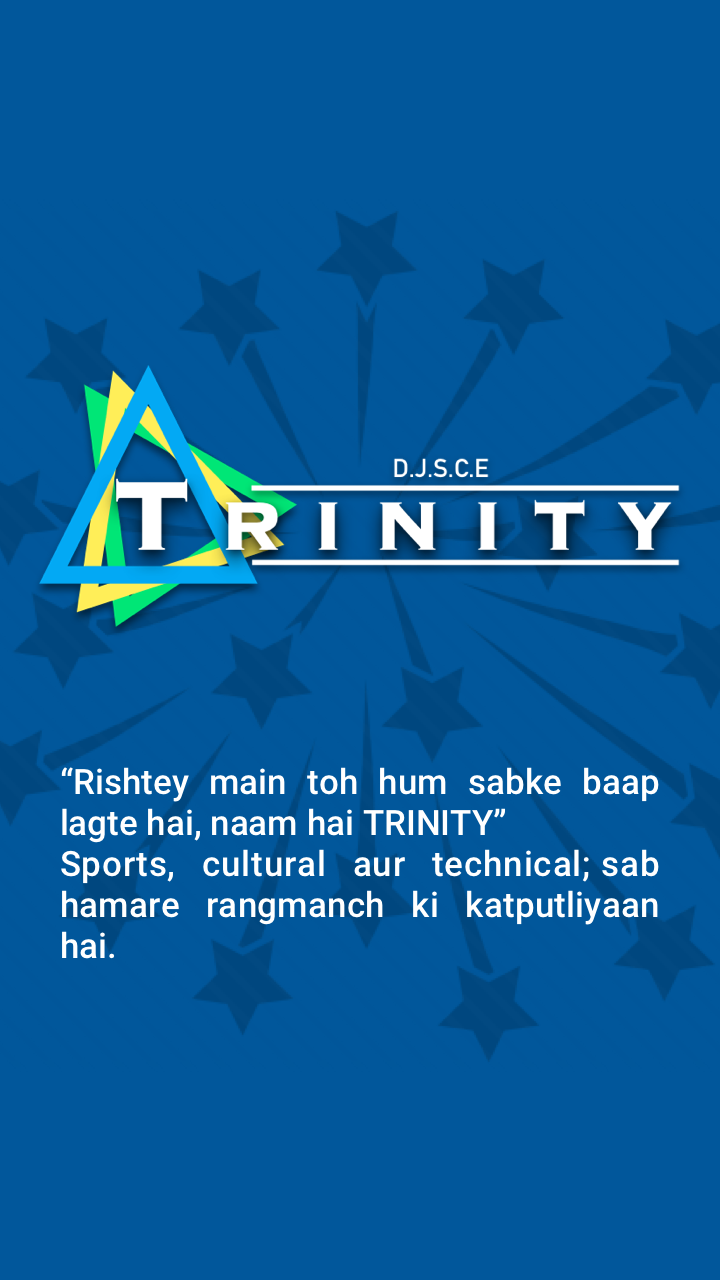 D.J.S.C.E
TRINITY
“Rishtey main toh hum sabke baap
lagte hai, naam hai TRINITY”
Sports, cultural aur technical; sab
hamare rangmanch ki katputliyaan
hai.